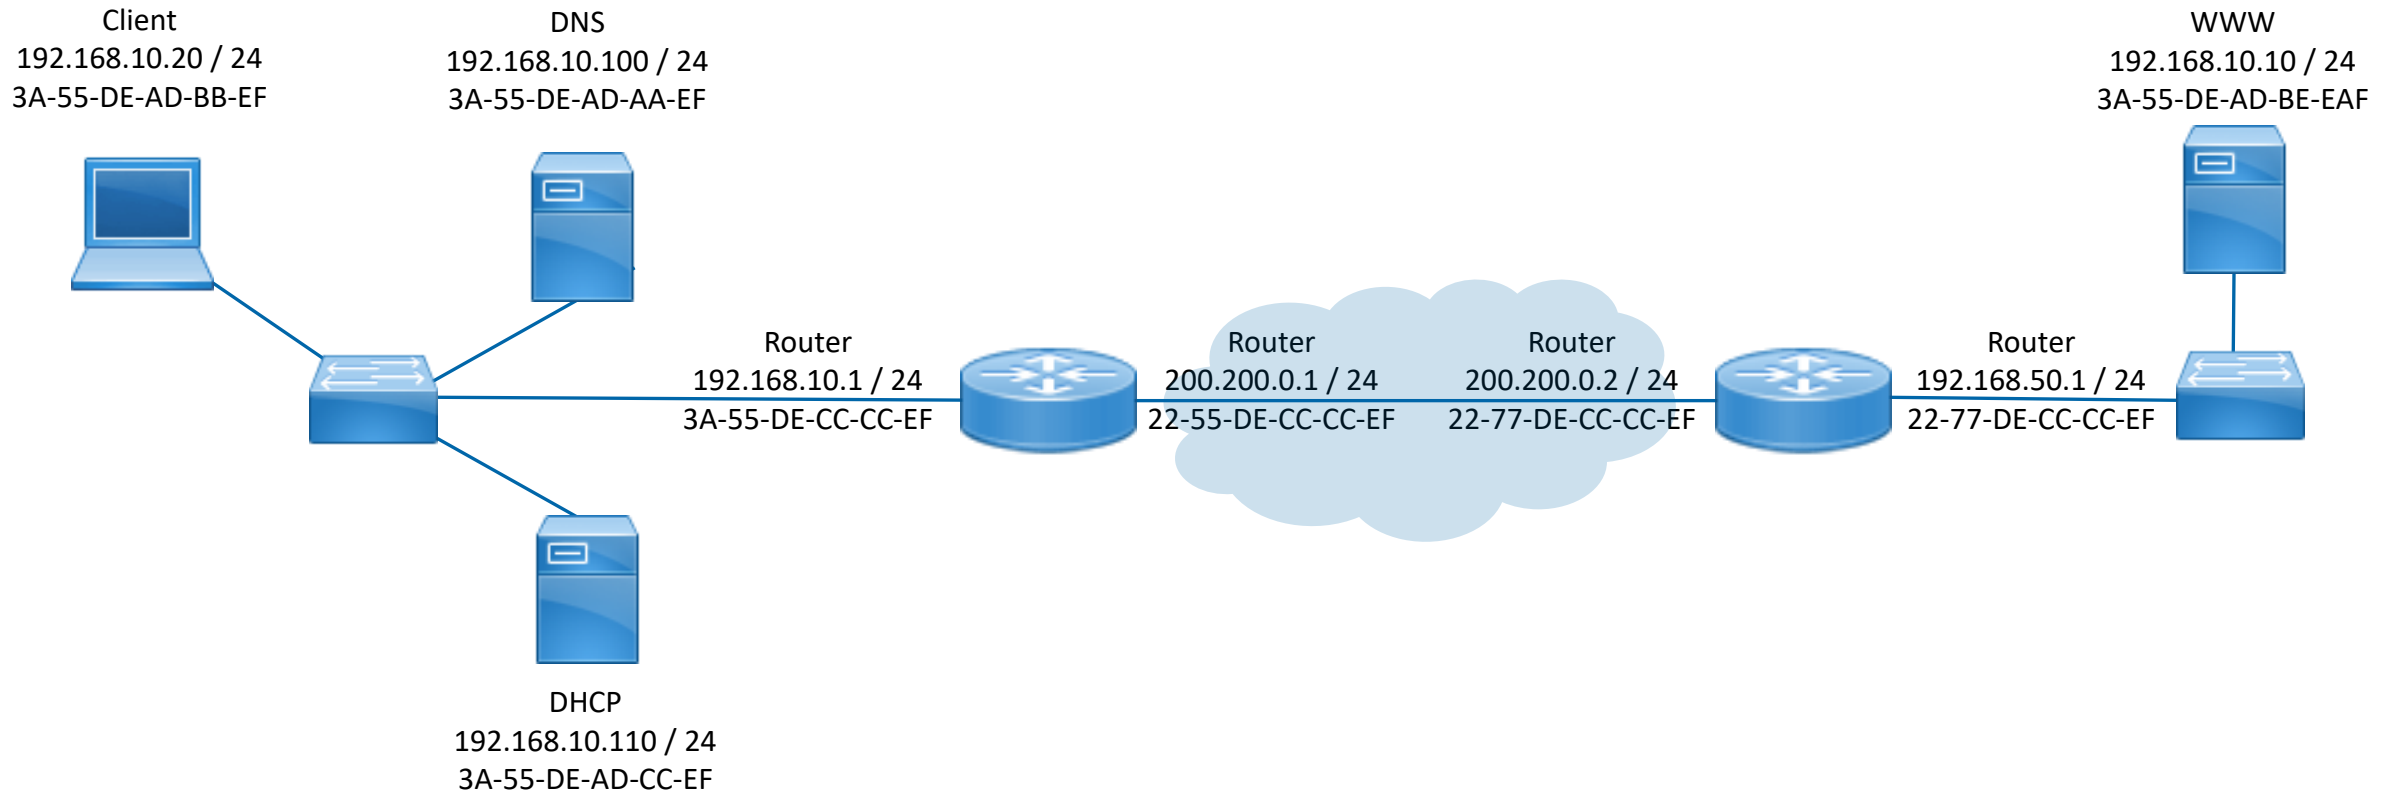 Client
192.168.10.20 / 24
3A-55-DE-AD-BB-EF
DNS
192.168.10.100 / 24
3A-55-DE-AD-AA-EF
WWW
192.168.10.10 / 24
3A-55-DE-AD-BE-EAF
Router
192.168.10.1 / 24
3A-55-DE-CC-CC-EF
Router
200.200.0.1 / 24
22-55-DE-CC-CC-EF
Router
200.200.0.2 / 24
22-77-DE-CC-CC-EF
Router
192.168.50.1 / 24
22-77-DE-CC-CC-EF
DHCP
192.168.10.110 / 24
3A-55-DE-AD-CC-EF